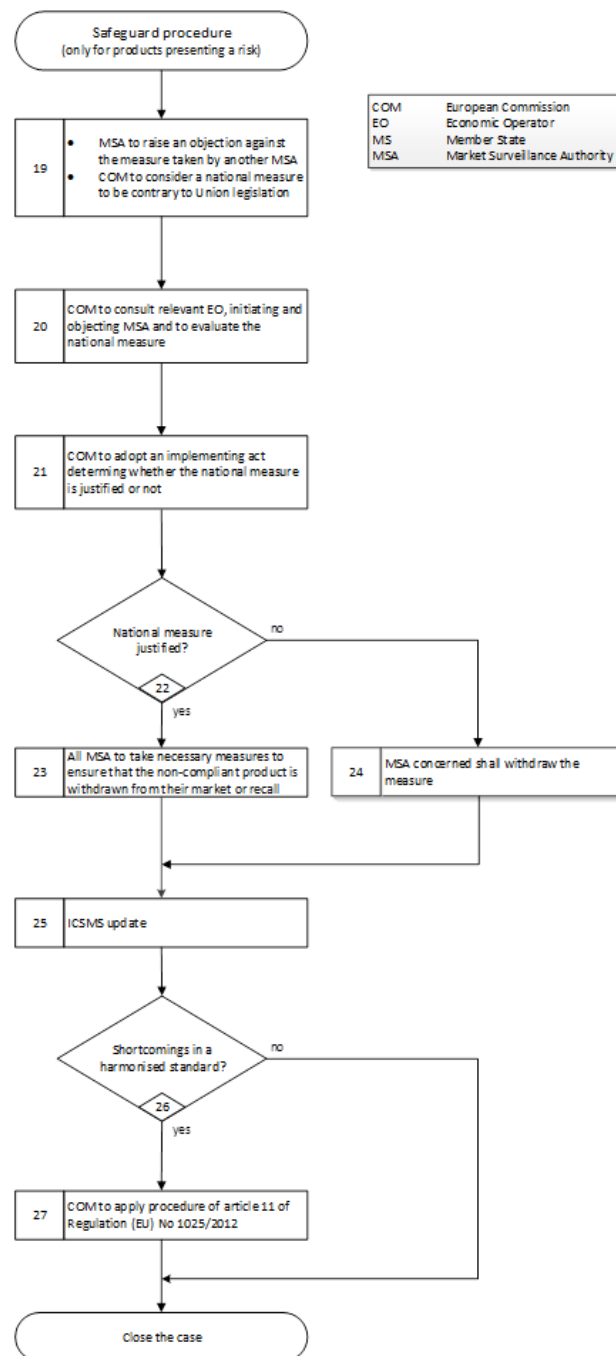 Safeguard procedure
(only for products presenting a risk)
COM European Commission
EO Economic Operator
MS Member State
MSA Market Surveillance Authority
19
• MSA to raise an objection against
the measure taken by another MSA
• COM to consider a national measure
to be contrary to Union legislation
20
COM to consult relevant EO, initiating and
objecting MSA and to evaluate the
national measure
21
COM to adopt an implementing act
determing whether the national measure
is justified or not
National measure
justified?
no
22
yes
23
All MSA to take necessary measures to
ensure that the non-compliant product is
withdrawn from their market or recall
24
MSA concerned shall withdraw the
measure
25
ICSMS update
Shortcomings in a
harmonised standard?
no
26
yes
27
COM to apply procedure of article 11 of
Regulation (EU) No 1025/2012
Close the case